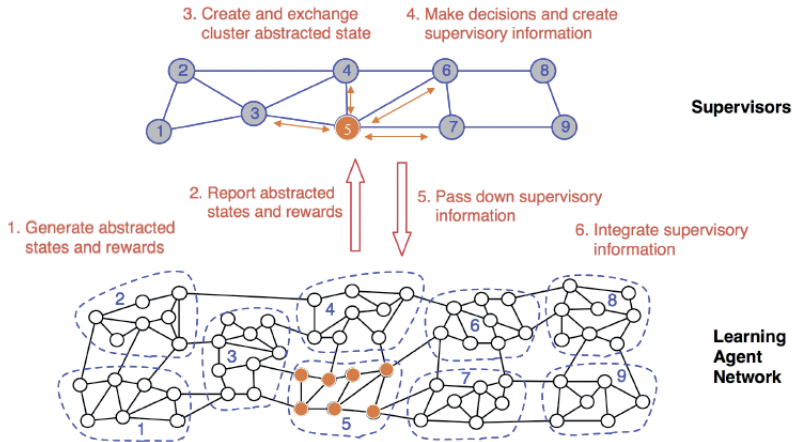 3. Create and exchange
cluster abstracted state
4. Make decisions and create
supervisory information
2
4
6
8
3
5
1
7
9
Supervisors
2. Report abstracted
states and rewards
5. Pass down supervisory
information
1. Generate abstracted
states and rewards
6. Integrate supervisory
information
2
4
8
6
3
7
9
1
5
Learning
Agent
Network